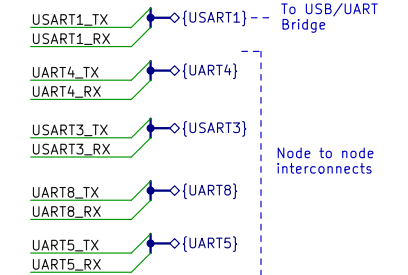 To USB/UART
Bridge
USART1_TX
USART1_RX
{USART1}
UART4_TX
UART4_RX
{UART4}
USART3_TX
USART3_RX
{USART3}
Node to node
interconnects
UART8_TX
UART8_RX
{UART8}
UART5_TX
UART5_RX
{UART5}